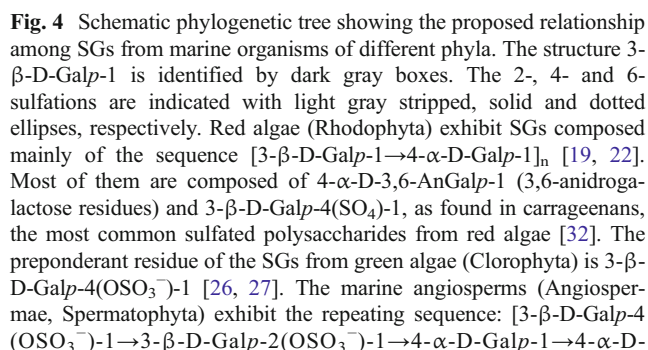 Fig. 4 Schematic phylogenetic tree showing the proposed relationship
among SGs from marine organisms of different phyla. The structure 3-
β-D-Galp-1 is identified by dark gray boxes. The 2-, 4- and 6-
sulfations are indicated with light gray stripped, solid and dotted
ellipses, respectively. Red algae (Rhodophyta) exhibit SGs composed
mainly of the sequence [3-β-D-Galp-1→4-α-D-Galp-1]n [19, 22].
Most of them are composed of 4-α-D-3,6-AnGalp-1 (3,6-anidroga-
lactose residues) and 3-β-D-Galp-4(SO4)-1, as found in carrageenans,
the most common sulfated polysaccharides from red algae [32]. The
preponderant residue of the SGs from green algae (Clorophyta) is 3-β-
D-Galp-4(OSO3−)-1 [26, 27]. The marine angiosperms (Angiosper-
mae, Spermatophyta) exhibit the repeating sequence: [3-β-D-Galp-4
(OSO3−)-1→3-β-D-Galp-2(OSO3−)-1→4-α-D-Galp-1→4-α-D-